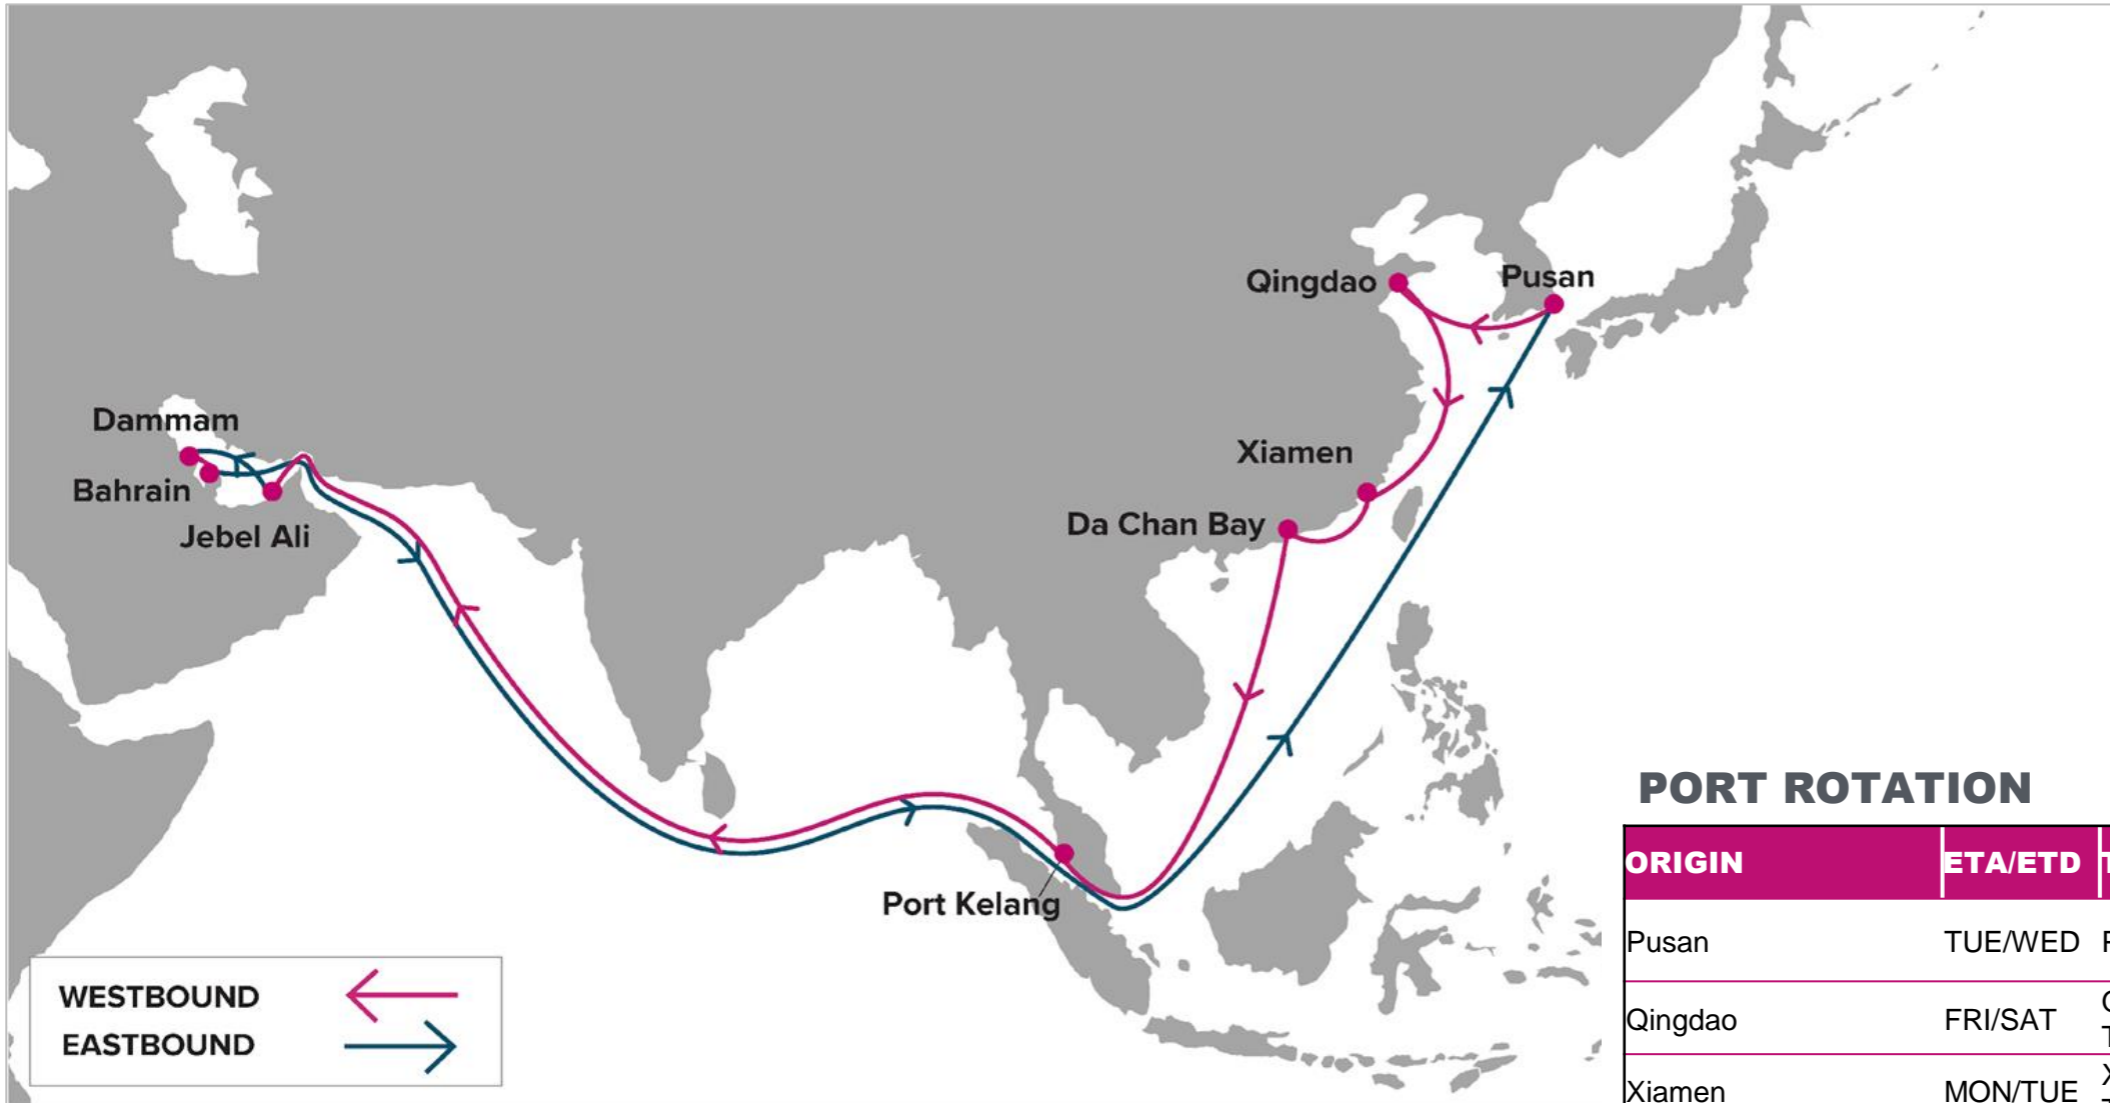 Qingdao
Pusan
Dammam
Xiamen
Bahrain
Da Chan Bay
Jebel Ali
Port Kelang
WESTBOUND
EASTBOUND
PORT ROTATION
ORIGIN ETA/ETD
Pusan TUE/WED
Qingdao FRI/SAT
Xiamen MON/TUE